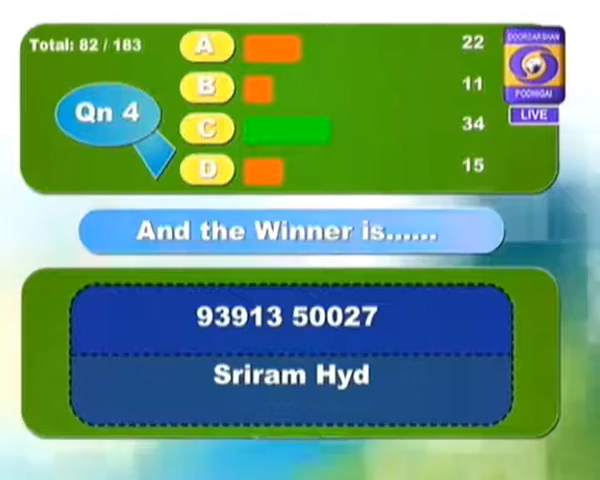 Total: 82 / 183
A 22
B 11
Qn 4
C 34
D 15
DOORDARSHAN
PODHIGAI
LIVE
And the Winner is......
93913 50027
Sriram Hyd